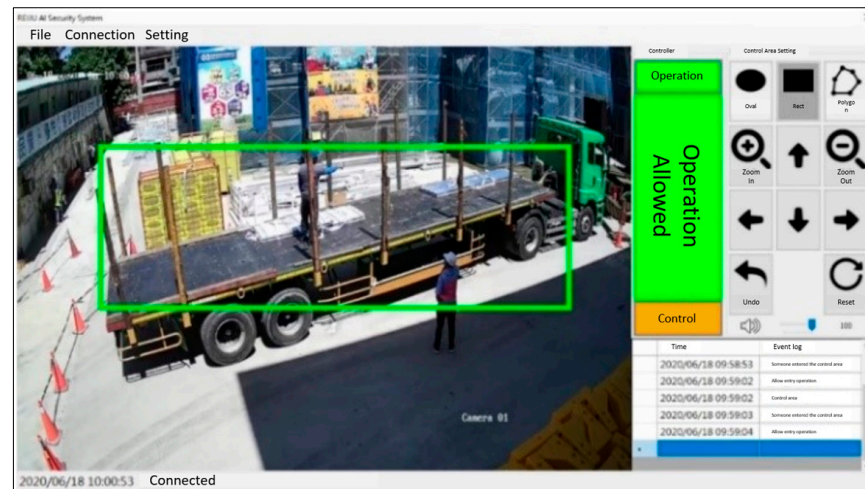 REIJU AI Security System
File Connection Setting
Controller
Control Area Setting
Operation
Operation
Allowed
Control
Oval
Rect
Polygo
n
Zoom
In
Zoom
Out
Undo
Reset
100
Time Event log
2020/06/18 09:58:53 Someone entered the control area
2020/06/18 09:59:02 Allow entry operation
2020/06/18 09:59:02 Control area
2020/06/18 09:59:03 Someone entered the control area
2020/06/18 09:59:04 Allow entry operation
Camera 01
2020/06/18 10:00:53 Connected